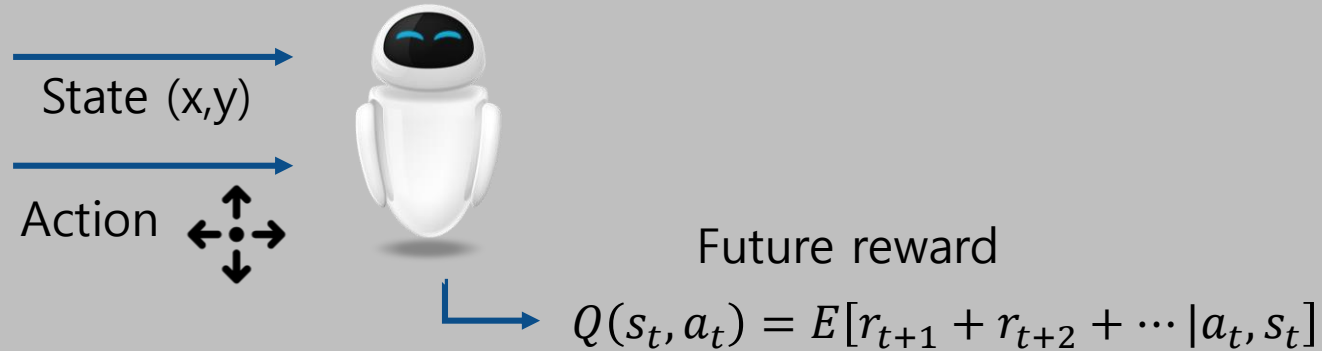 State (x,y)
Action
Future reward
Q(s_t, a_t) = E[r_{t+1} + r_{t+2} + ⋯ |a_t, s_t]